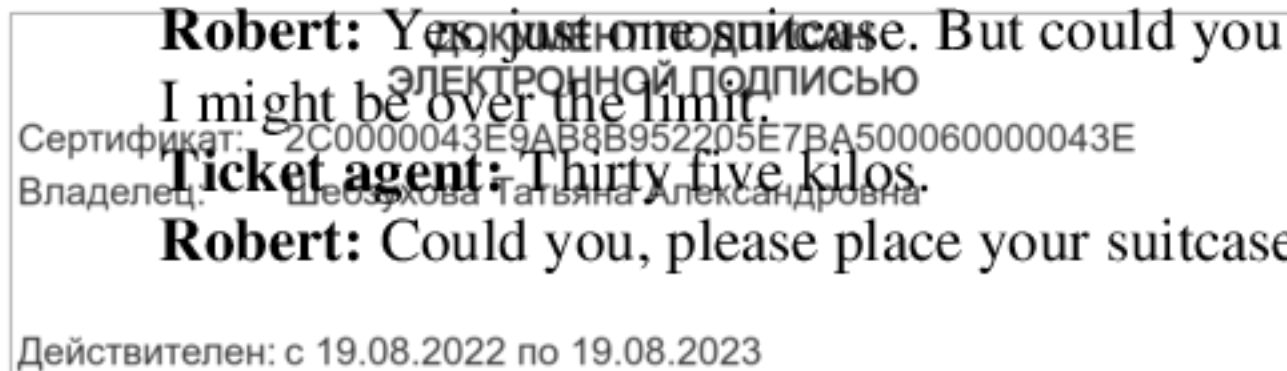 Robert: Yes, just one suitcase. But could you
ДОКУМЕНТ ПОДПИСАН
ЭЛЕКТРОННОЙ ПОДПИСЬЮ
I might be over the limit.
Сертификат: 2C0000043E9AB8B952205E7BA500060000043E
Ticket agent: Thirty five kilos.
Владелец: Шебзухова Татьяна Александровна
Robert: Could you, please place your suitcase
Действителен: с 19.08.2022 по 19.08.2023